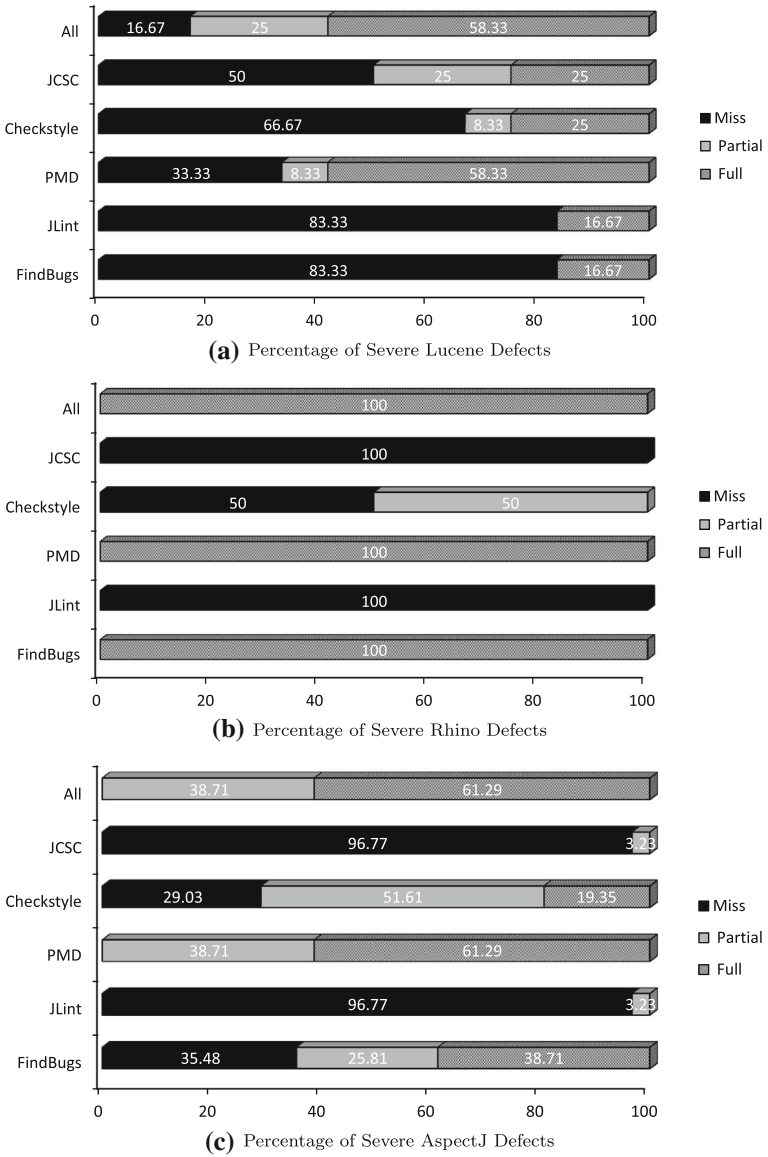 All 16.67 25 58.33
JCSC 50 25 25
Checkstyle 66.67 8.33 25
PMD 33.33 8.33 58.33
JLint 83.33 16.67
FindBugs 83.33 16.67
0 20 40 60 80 100
Miss
Partial
Full
(a) Percentage of Severe Lucene Defects
All 100
JCSC 100
Checkstyle 50 50
PMD 100
JLint 100
FindBugs 100
0 20 40 60 80 100
Miss
Partial
Full
(b) Percentage of Severe Rhino Defects
All 38.71 61.29
JCSC 96.77 3.23
Checkstyle 29.03 51.61 19.35
PMD 38.71 61.29
JLint 96.77 3.23
FindBugs 35.48 25.81 38.71
0 20 40 60 80 100
Miss
Partial
Full
(c) Percentage of Severe AspectJ Defects